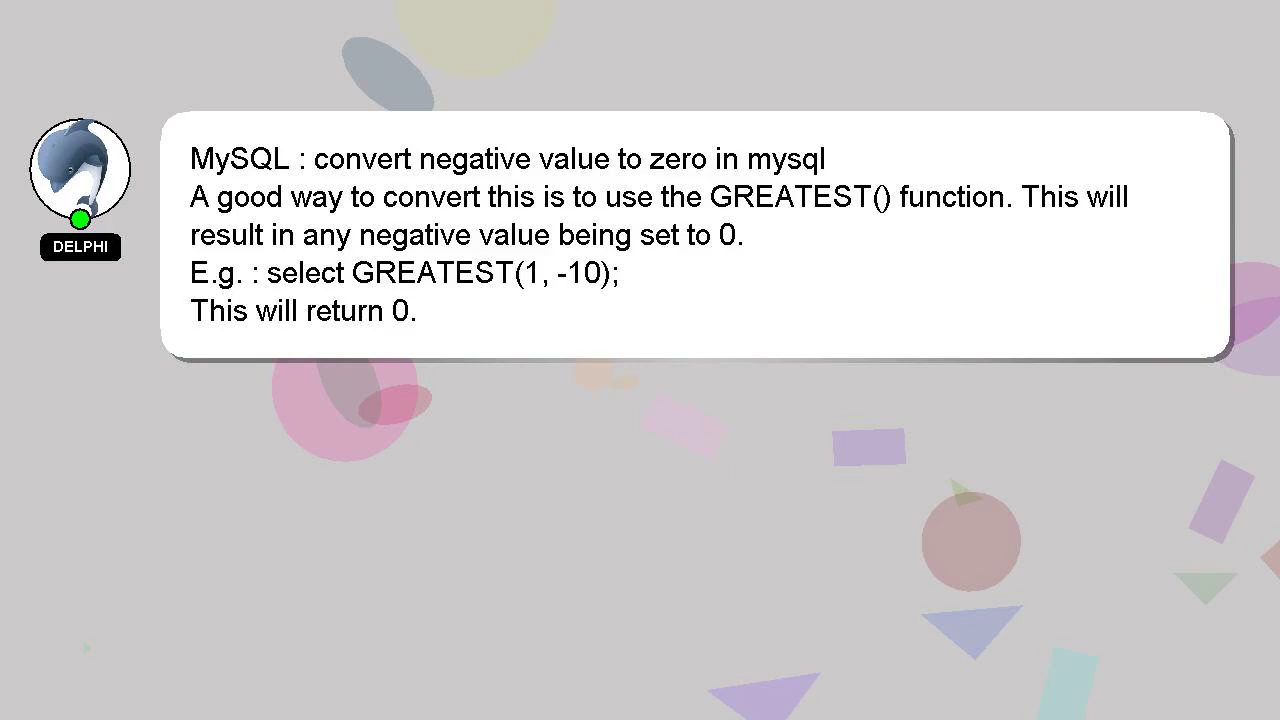 MySQL : convert negative value to zero in mysql
A good way to convert this is to use the GREATEST() function. This will
result in any negative value being set to 0.
E.g. : select GREATEST(1, -10);
This will return 0.
DELPHI